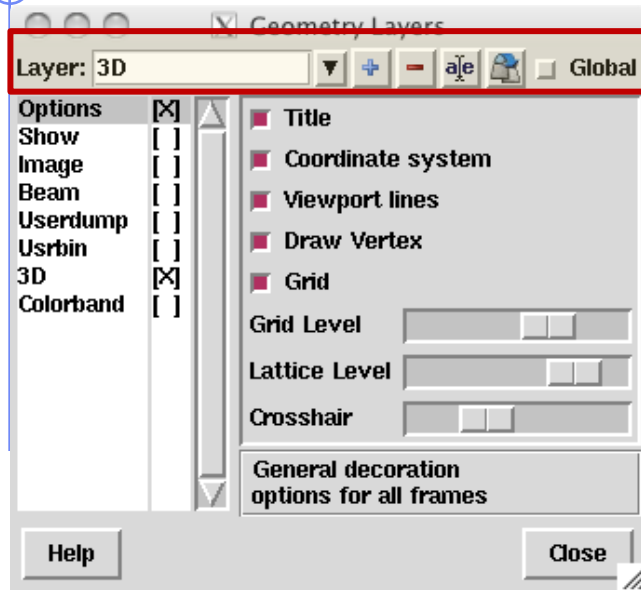 Geometry Layers
Layer: 3D ▼ + - a|e Global
Options [X]
Show [ ]
Image [ ]
Beam [ ]
Userdump [ ]
Usrbin [ ]
3D [X]
Colorband [ ]
Title
Coordinate system
Viewport lines
Draw Vertex
Grid
Grid Level
Lattice Level
Crosshair
General decoration
options for all frames
Help Close